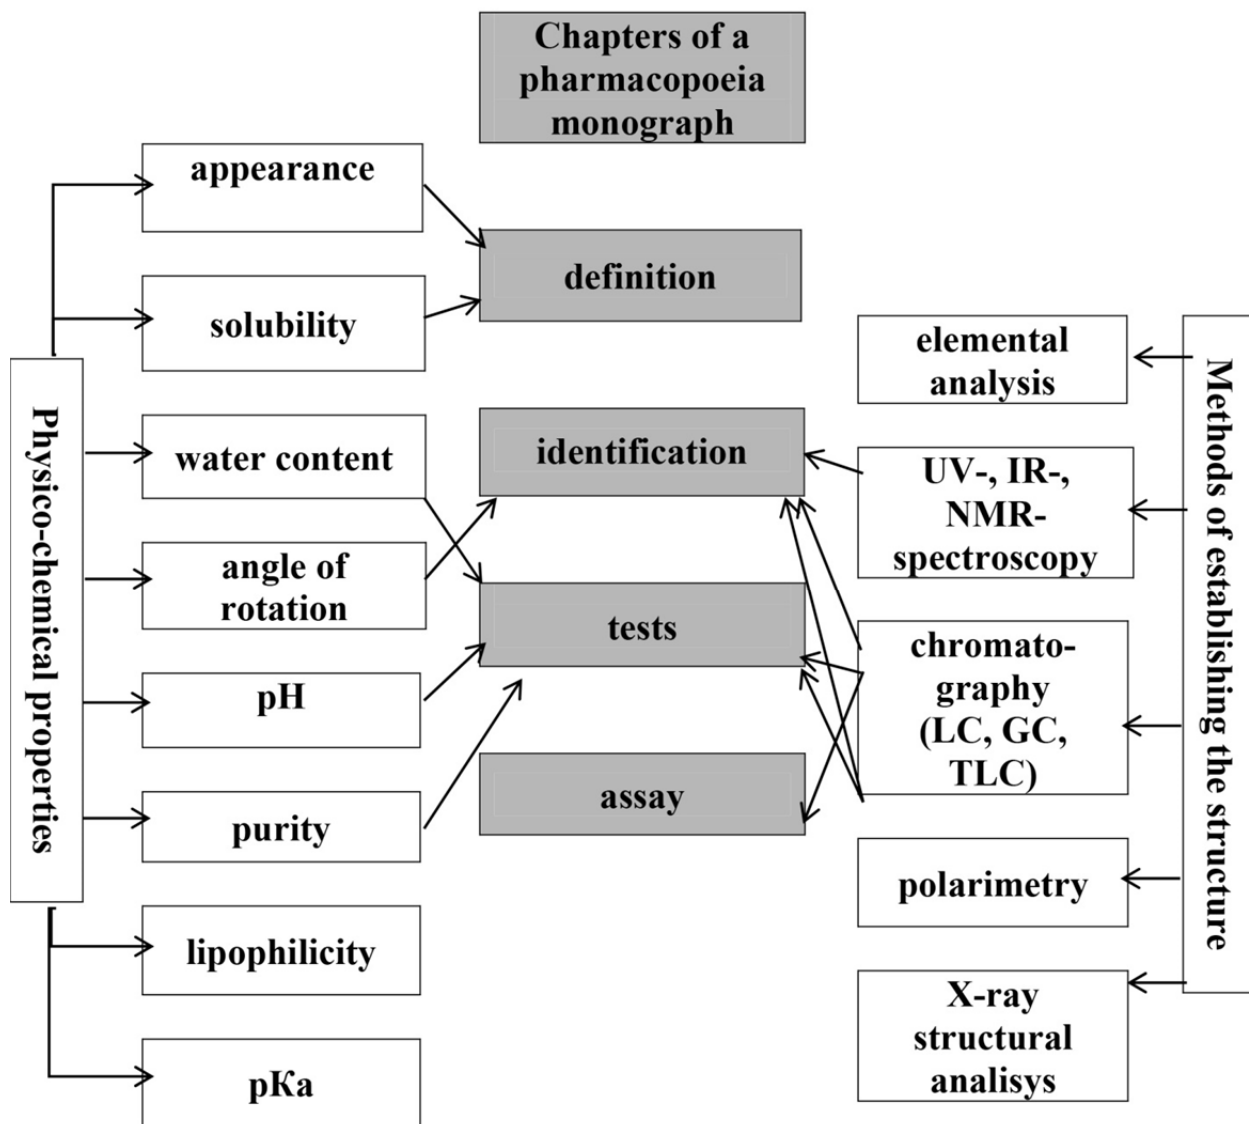 Chapters of a
pharmacopoeia
monograph
Physico-chemical properties
appearance
solubility
water content
angle of
rotation
pH
purity
lipophilicity
pKa
definition
identification
tests
assay
elemental
analysis
UV-, IR-,
NMR-
spectroscopy
chromato-
graphy
(LC, GC,
TLC)
polarimetry
X-ray
structural
analisys
Methods of establishing the structure